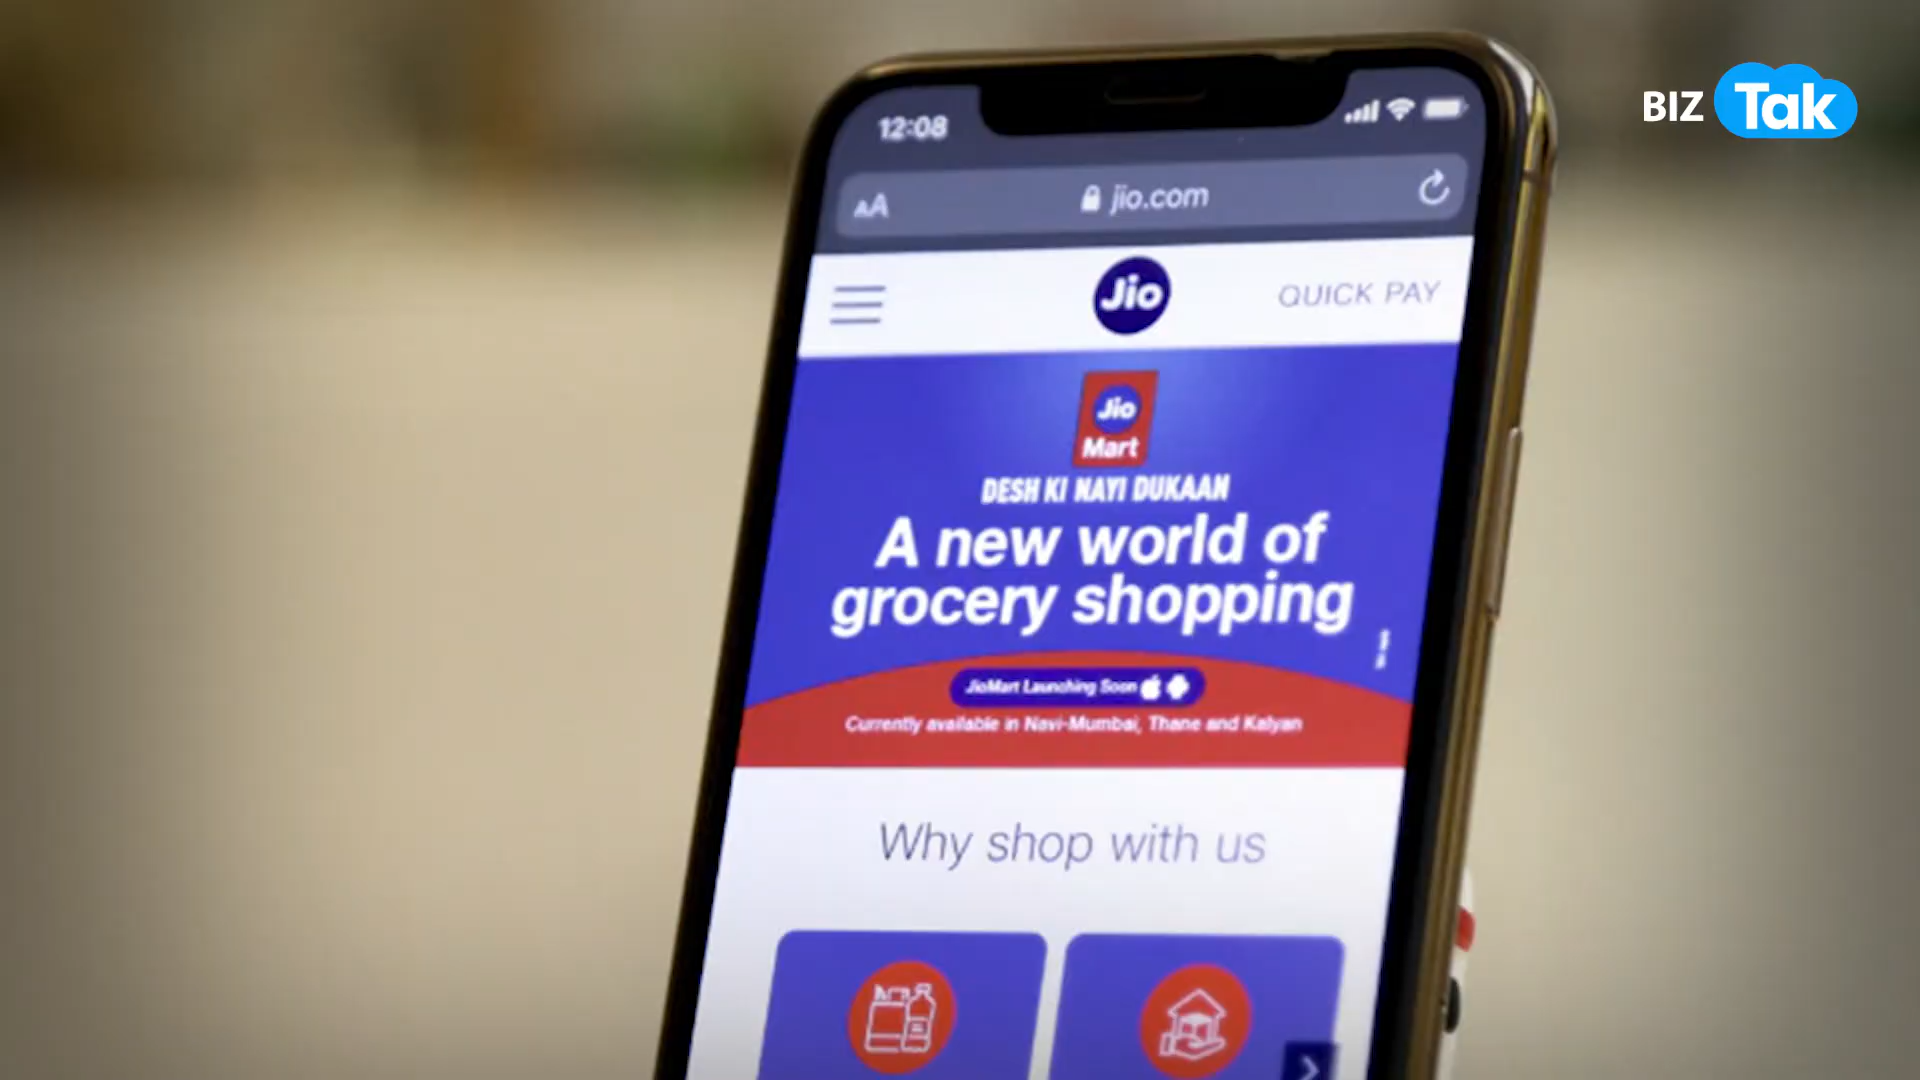 BIZ Tak
12:08
AA jio.com
Jio
QUICK PAY
Jio
Mart
DESH KI NAYI DUKAAN
A new world of
grocery shopping
JioMart Launching Soon
Currently available in Navi-Mumbai, Thane and Kalyan
Why shop with us